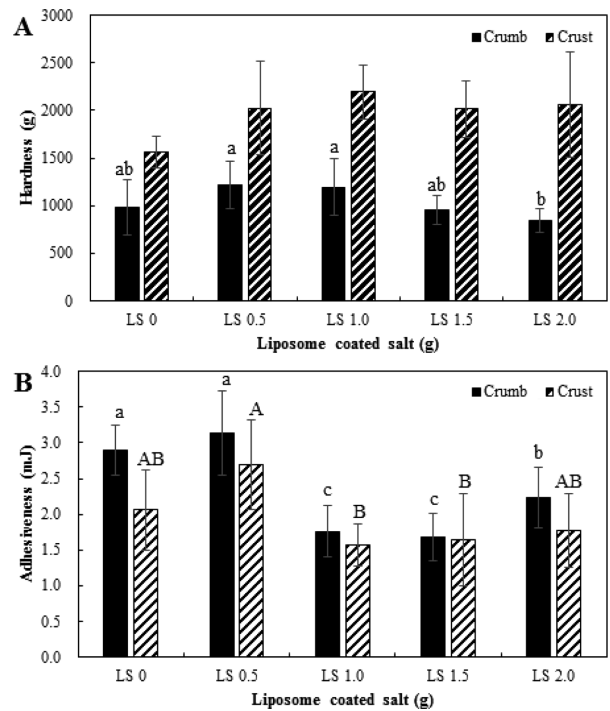 A
3000
2500
2000
1500
1000
500
0
Hardness (g)
Crumb Crust
ab a a ab b
LS 0 LS 0.5 LS 1.0 LS 1.5 LS 2.0
Liposome coated salt (g)
B
4.0
3.5
3.0
2.5
2.0
1.5
1.0
0.5
0.0
Adhesiveness (mJ)
Crumb Crust
a AB a A c B c B b AB
LS 0 LS 0.5 LS 1.0 LS 1.5 LS 2.0
Liposome coated salt (g)